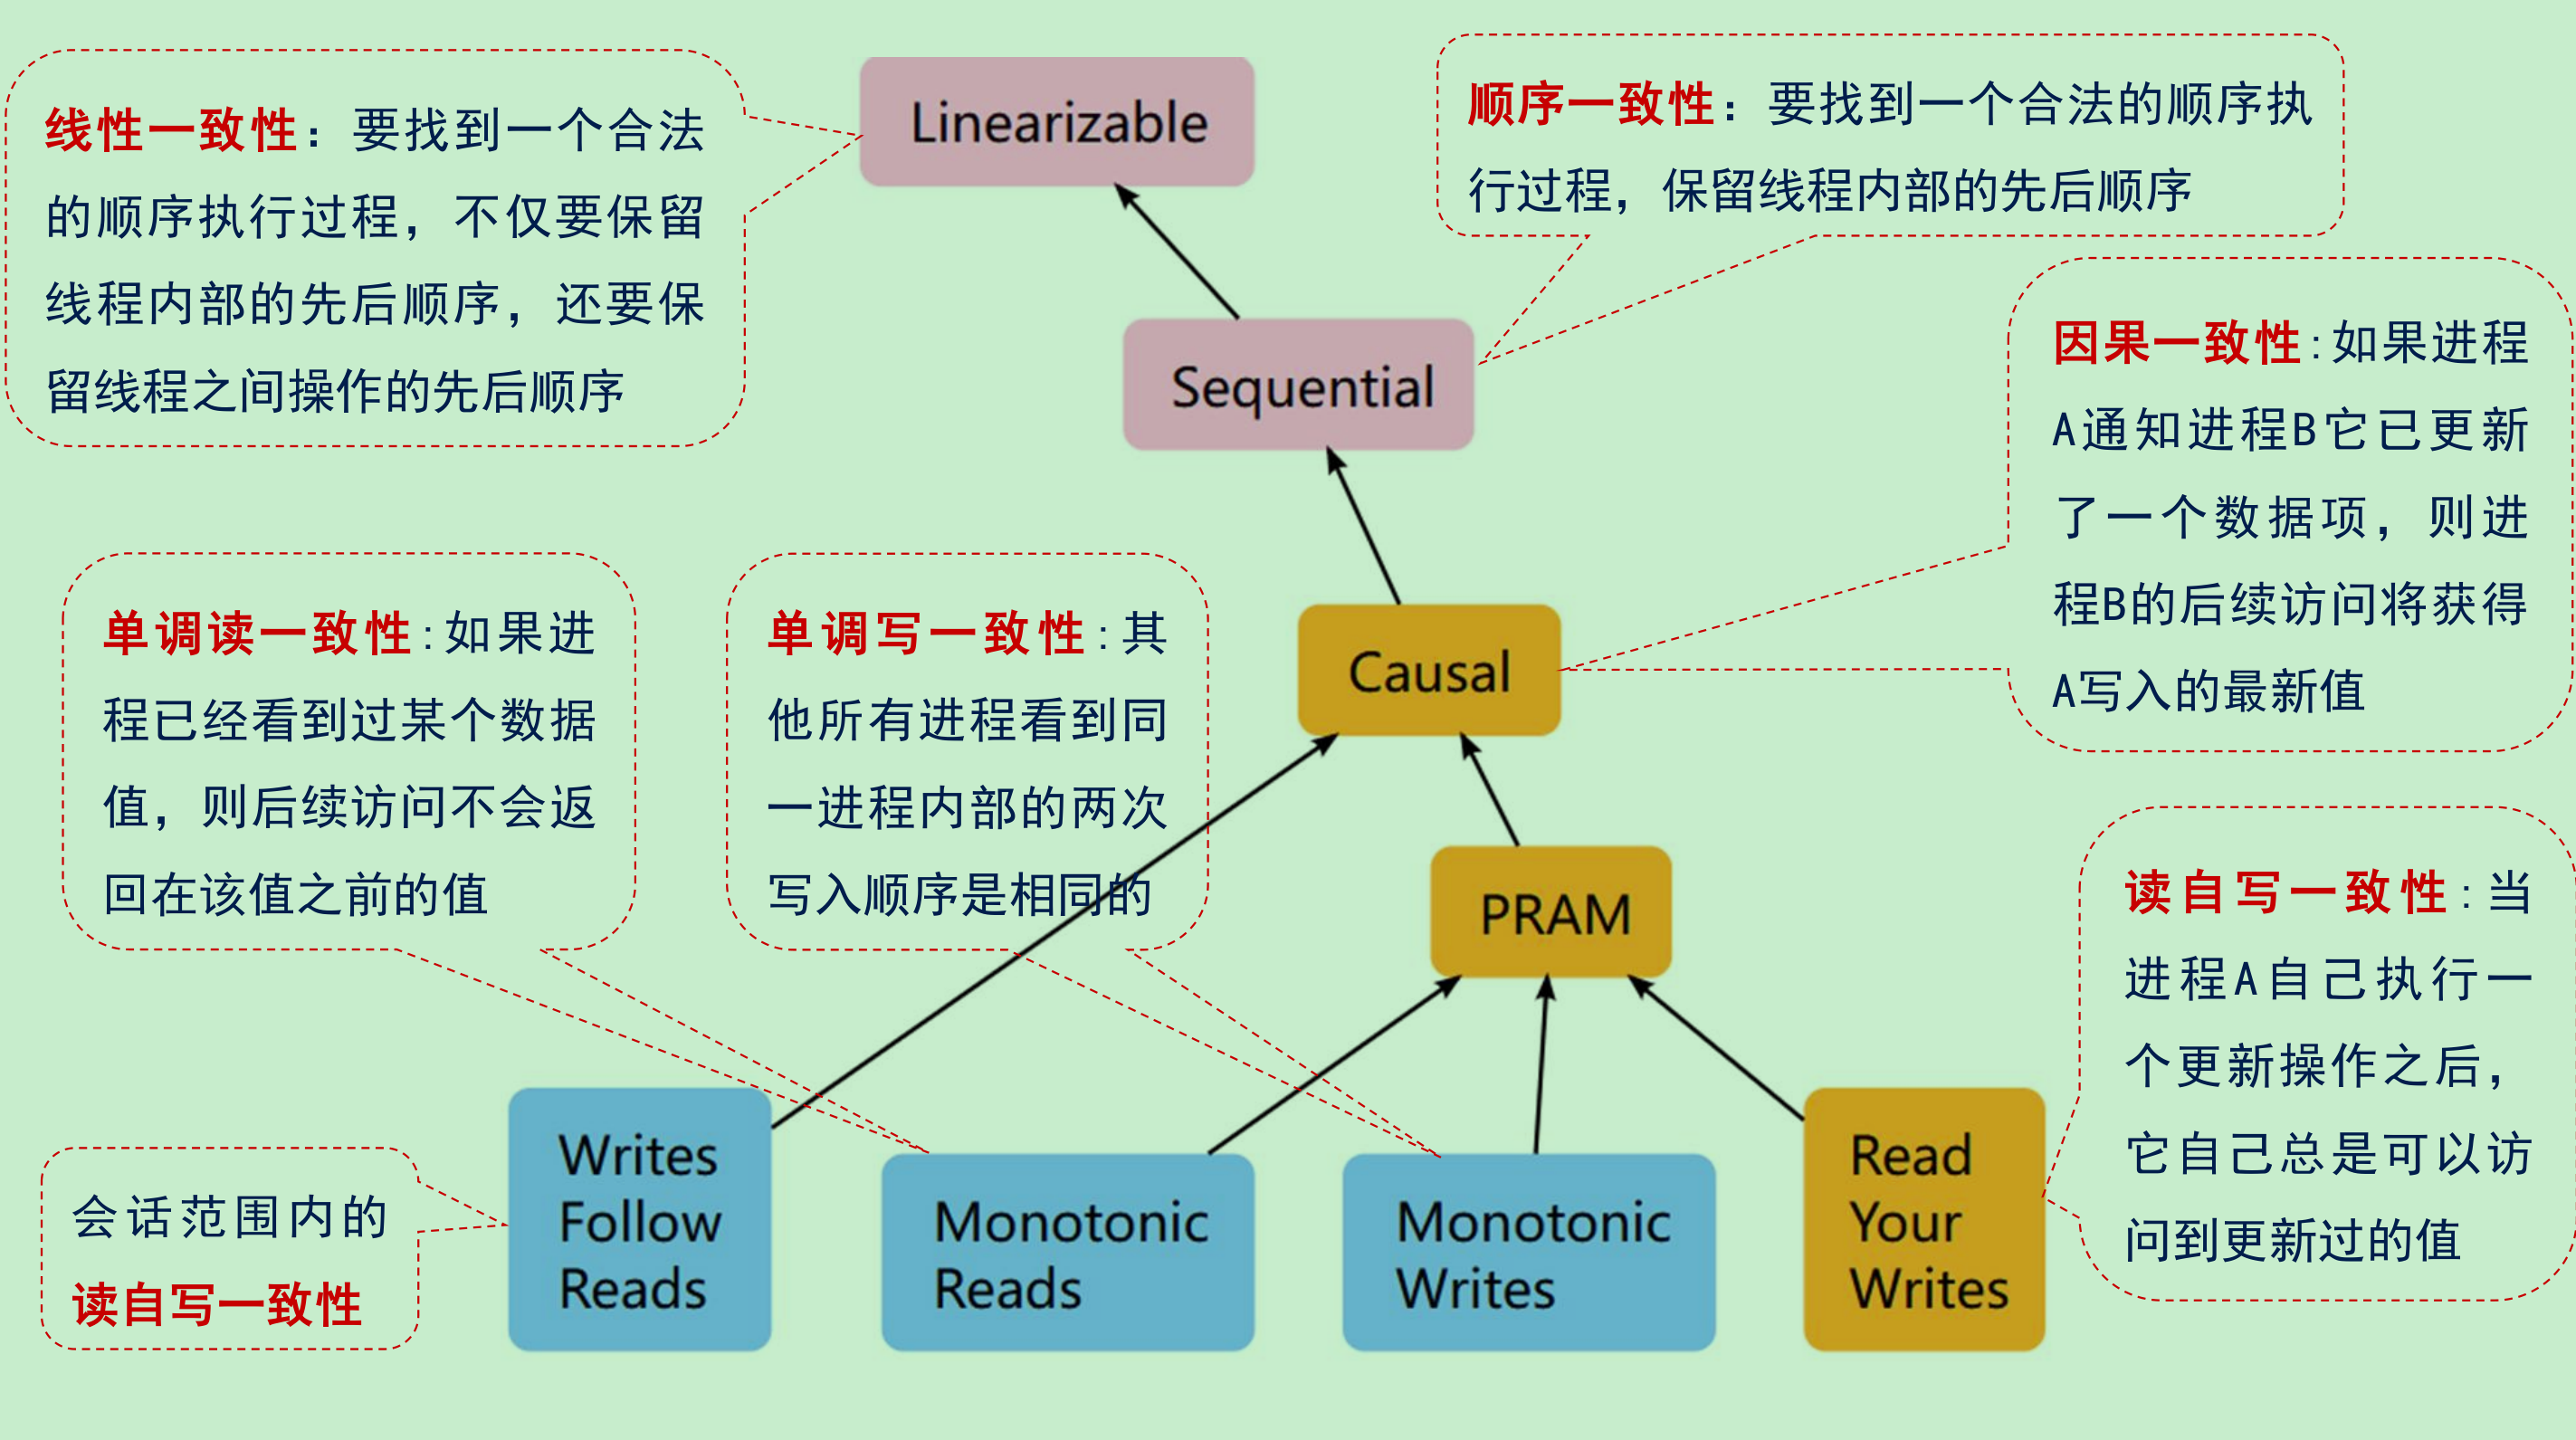 线性一致性：要找到一个合法
的顺序执行过程，不仅要保留
线程内部的先后顺序，还要保
留线程之间操作的先后顺序
Linearizable
顺序一致性：要找到一个合法的顺序执
行过程，保留线程内部的先后顺序
Sequential
因果一致性:如果进程
A通知进程B它已更新
了一个数据项，则进
程B的后续访问将获得
A写入的最新值
单调读一致性:如果进
程已经看到过某个数据
值，则后续访问不会返
回在该值之前的值
单调写一致性:其
他所有进程看到同
一进程内部的两次
写入顺序是相同的
Causal
PRAM
读自写一致性:当
进程A自己执行一
个更新操作之后，
它自己总是可以访
问到更新过的值
会话范围内的
读自写一致性
Writes
Follow
Reads
Monotonic
Reads
Monotonic
Writes
Read
Your
Writes